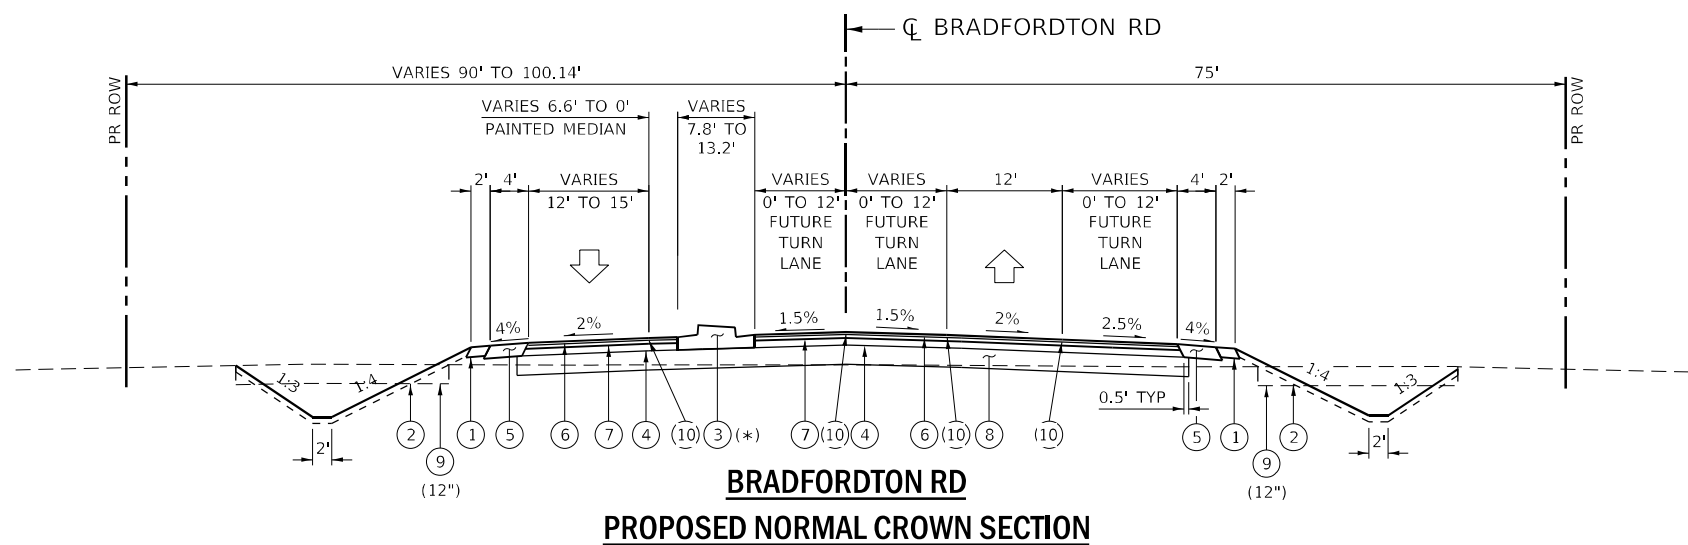 ℄ BRADFORDTON RD
VARIES 90' TO 100.14'
75'
PR ROW
PR ROW
VARIES 6.6' TO 0'
PAINTED MEDIAN
VARIES
7.8' TO
13.2'
2'
4'
VARIES
12' TO 15'
VARIES
0' TO 12'
FUTURE
TURN
LANE
VARIES
0' TO 12'
FUTURE
TURN
LANE
12'
VARIES
0' TO 12'
FUTURE
TURN
LANE
4'
2'
4%
2%
1.5%
1.5%
2%
2.5%
4%
1:3
1:4
1:4
1:3
0.5' TYP
2'
2'
2
1
5
6
7
4
(10)
3
(*)
7
(10)
4
6
(10)
8
(10)
5
1
2
9
(12")
9
(12")
BRADFORDTON RD
PROPOSED NORMAL CROWN SECTION